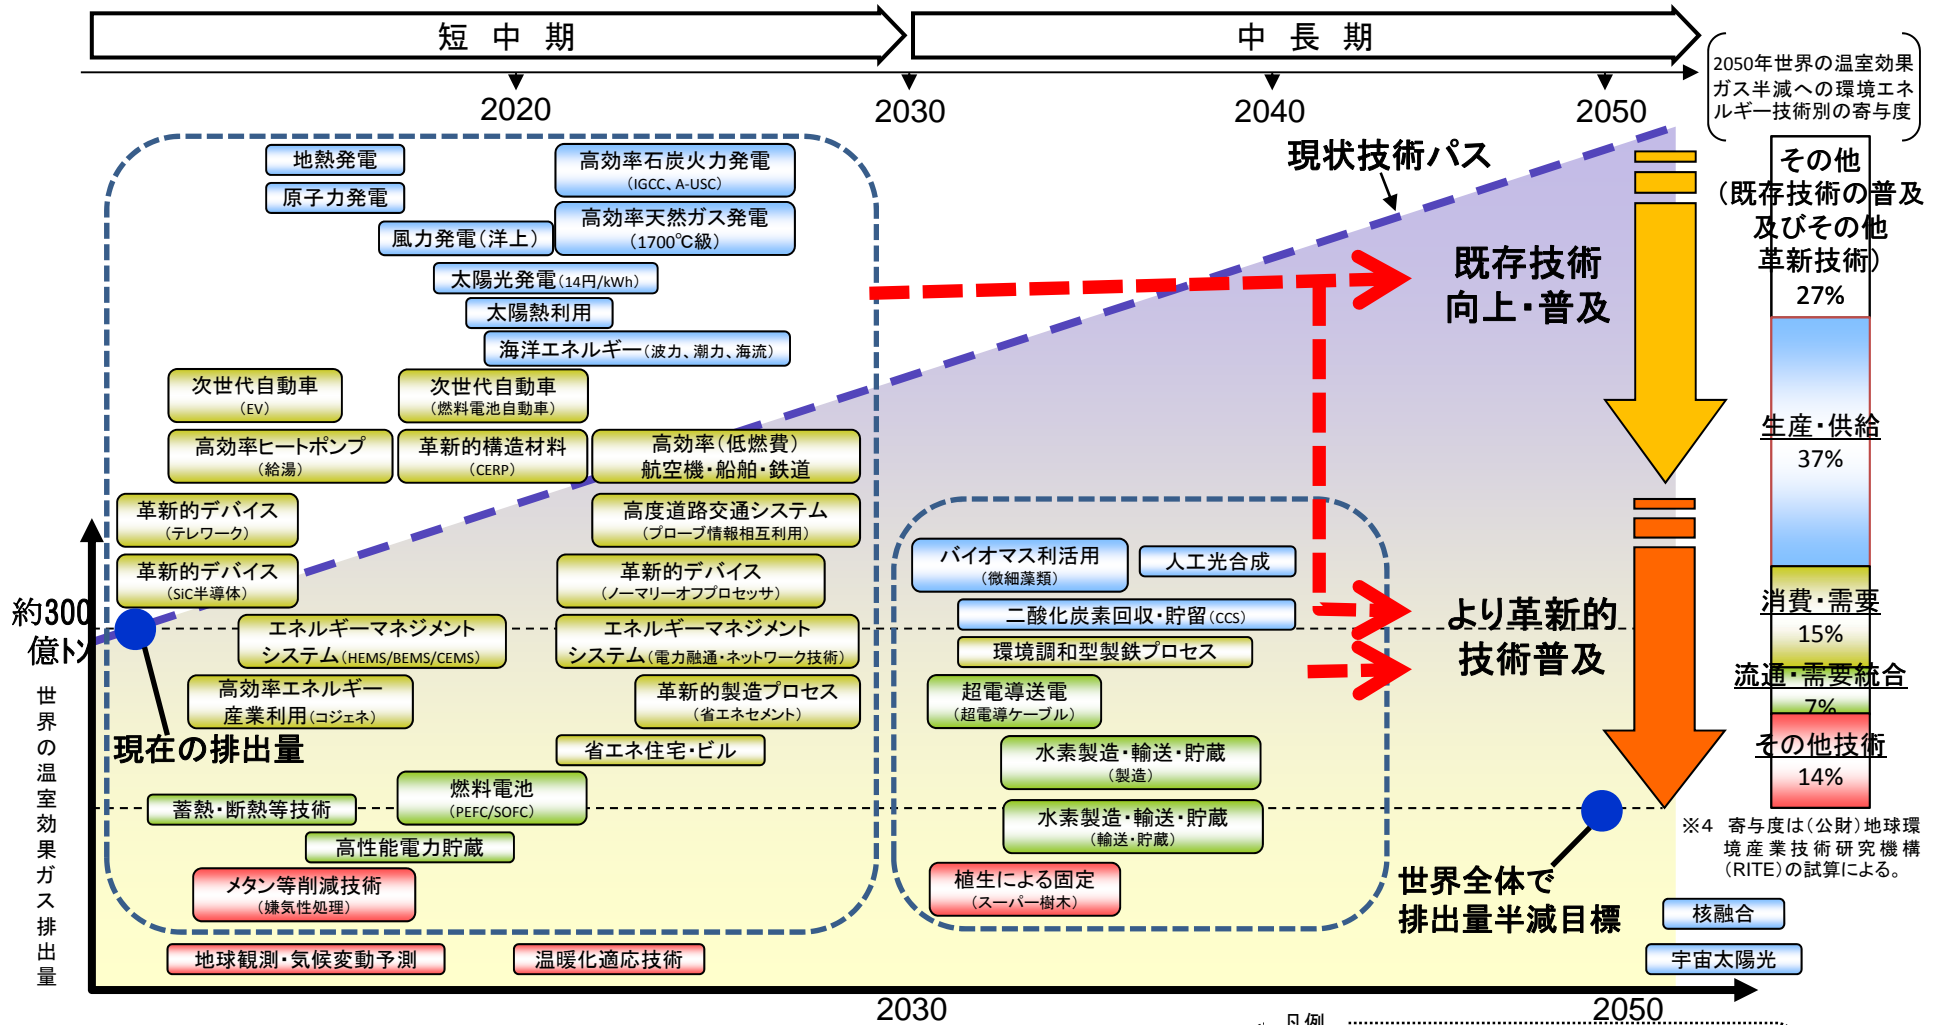 短中期
中長期
2020
2030
2040
2050
2050年世界の温室効果
ガス半減への環境エネ
ルギー技術別の寄与度
地熱発電
原子力発電
風力発電(洋上)
太陽光発電(14円/kWh)
太陽熱利用
海洋エネルギー(波力、潮力、海流)
高効率石炭火力発電
(IGCC、A-USC)
高効率天然ガス発電
(1700℃級)
次世代自動車
(EV)
次世代自動車
(燃料電池自動車)
高効率ヒートポンプ
(給湯)
革新的構造材料
(CERP)
高効率(低燃費)
航空機・船舶・鉄道
革新的デバイス
(テレワーク)
高度道路交通システム
(プローブ情報相互利用)
革新的デバイス
(SiC半導体)
革新的デバイス
(ノーマリーオフプロセッサ)
エネルギーマネジメント
システム(HEMS/BEMS/CEMS)
エネルギーマネジメント
システム(電力融通・ネットワーク技術)
高効率エネルギー
産業利用(コジェネ)
革新的製造プロセス
(省エネセメント)
省エネ住宅・ビル
燃料電池
(PEFC/SOFC)
蓄熱・断熱等技術
高性能電力貯蔵
メタン等削減技術
(嫌気性処理)
地球観測・気候変動予測
温暖化適応技術
約300
億トン
世界の温室効果ガス排出量
現在の排出量
現状技術パス
既存技術
向上・普及
バイオマス利活用
(微細藻類)
人工光合成
二酸化炭素回収・貯留(CCS)
環境調和型製鉄プロセス
超電導送電
(超電導ケーブル)
水素製造・輸送・貯蔵
(製造)
水素製造・輸送・貯蔵
(輸送・貯蔵)
植生による固定
(スーパー樹木)
より革新的
技術普及
世界全体で
排出量半減目標
その他
(既存技術の普及
及びその他
革新技術)
27%
生産・供給
37%
消費・需要
15%
流通・需要統合
7%
その他技術
14%
※4 寄与度は(公財)地球環
境産業技術研究機構
(RITE)の試算による。
核融合
宇宙太陽光
2030
2050
凡例